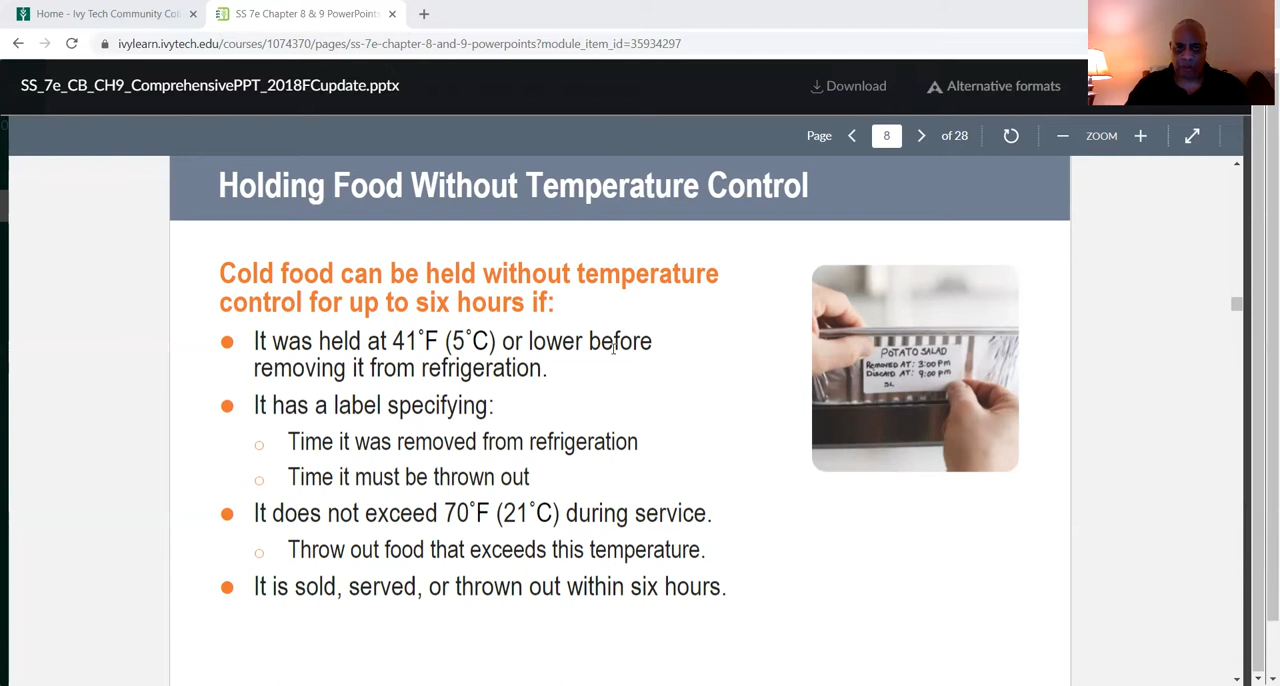 Home - Ivy Tech Community Col
SS 7e Chapter 8 & 9 PowerPoints
ivylearn.ivytech.edu/courses/1074370/pages/ss-7e-chapter-8-and-9-powerpoints?module_item_id=35934297
SS_7e_CB_CH9_ComprehensivePPT_2018FCupdate.pptx
Download
Alternative formats
Page 8 of 28
ZOOM
Holding Food Without Temperature Control
Cold food can be held without temperature
control for up to six hours if:
It was held at 41˚F (5˚C) or lower before
removing it from refrigeration.
It has a label specifying:
Time it was removed from refrigeration
Time it must be thrown out
It does not exceed 70˚F (21˚C) during service.
Throw out food that exceeds this temperature.
It is sold, served, or thrown out within six hours.
POTATO SALAD
REMOVED AT: 3:00 PM
DISCARD AT: 9:00 PM
SL